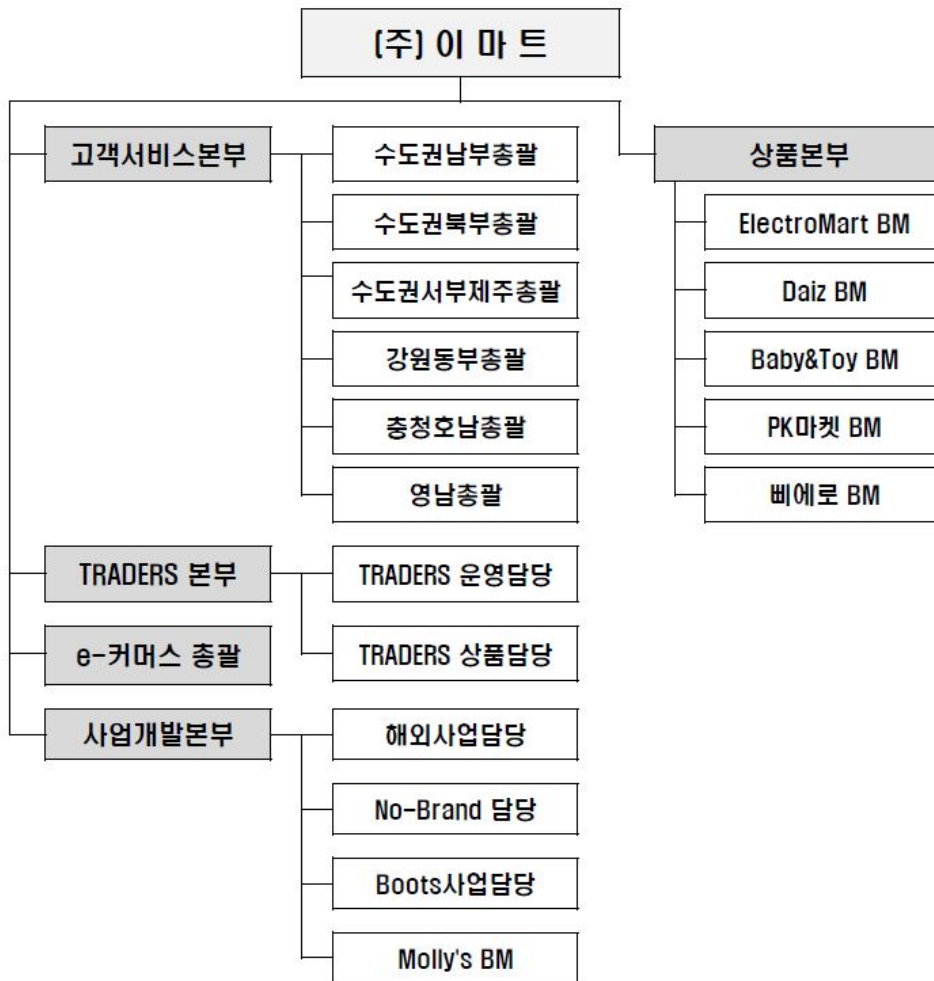 (주) 이 마 트
고객서비스본부
수도권남부총괄
수도권북부총괄
수도권서부제주총괄
강원동부총괄
충청호남총괄
영남총괄
TRADERS 본부
TRADERS 운영담당
TRADERS 상품담당
e-커머스 총괄
사업개발본부
해외사업담당
No-Brand 담당
Boots사업담당
Molly's BM
상품본부
ElectroMart BM
Daiz BM
Baby&Toy BM
PK마켓 BM
삐에로 BM